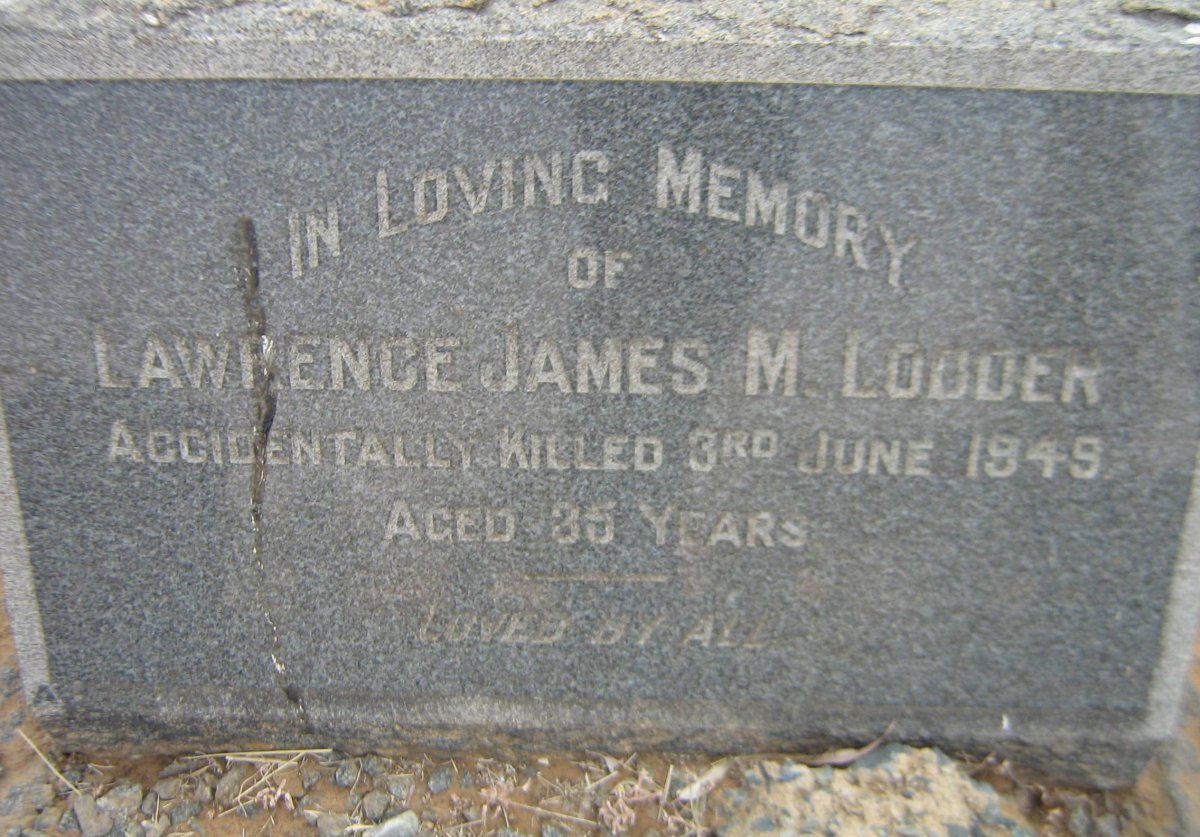 IN LOVING MEMORY
OF
LAWRENCE JAMES M. LODDER
ACCIDENTALLY KILLED 3RD JUNE 1949
AGED 35 YEARS
LOVED BY ALL